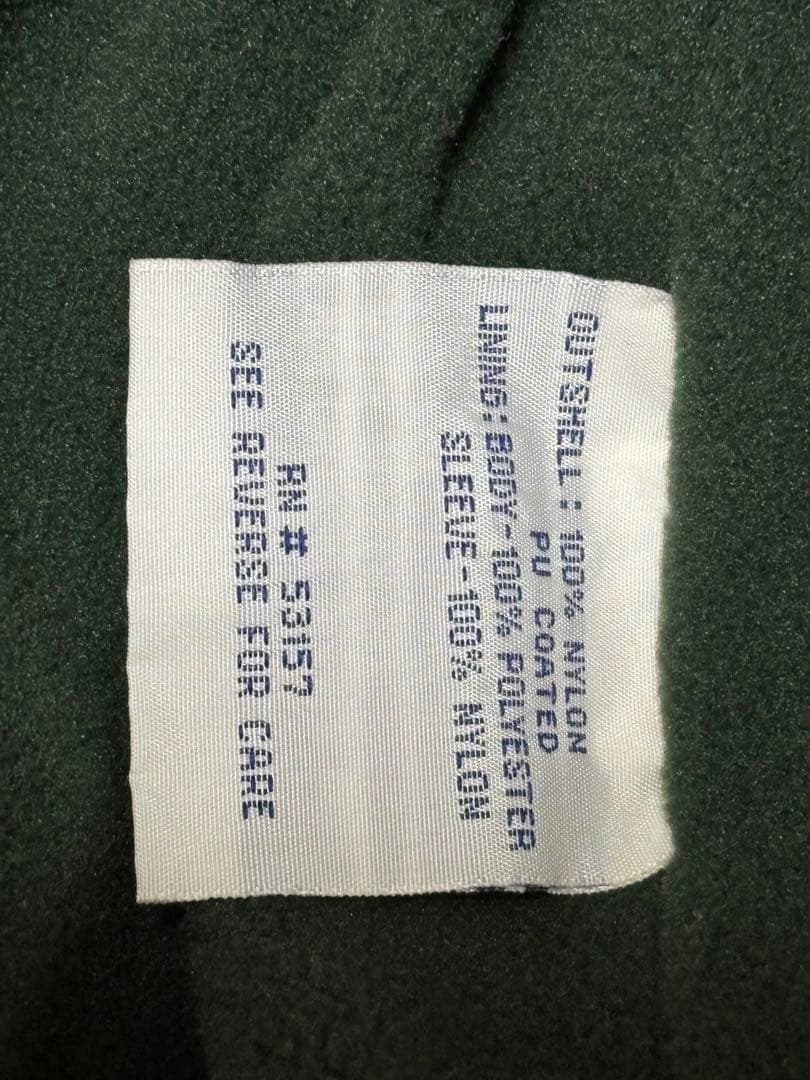 OUTSHELL : 100% NYLON
PU COATED
LINING: BODY-100% POLYESTER
SLEEVE-100% NYLON
RN # 53157
SEE REVERSE FOR CARE